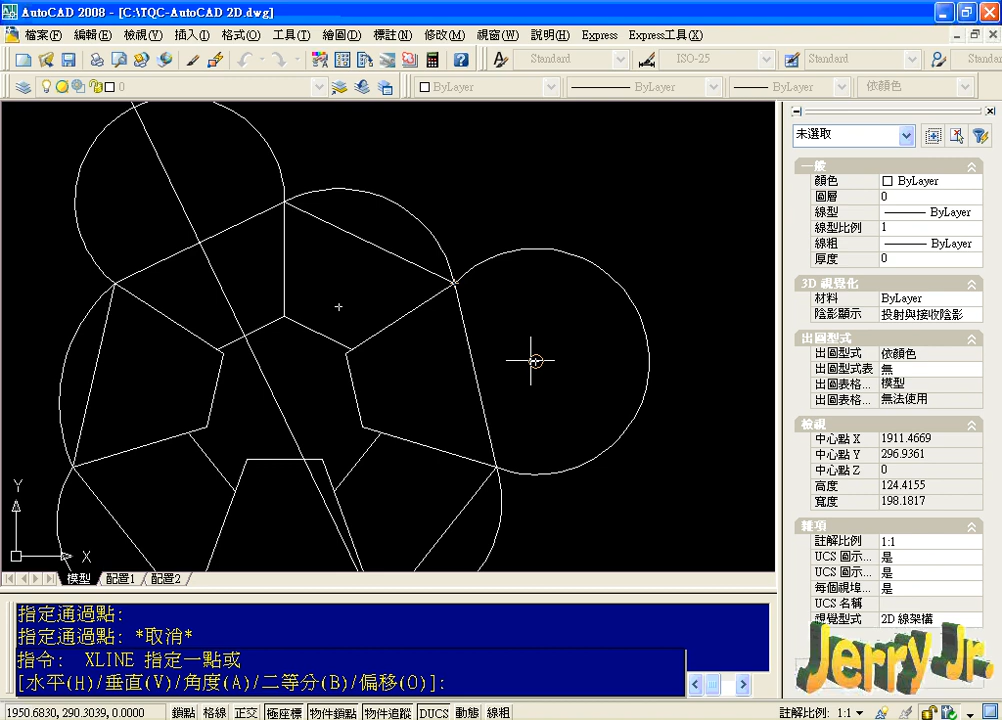 AutoCAD 2008 - [C:\TQC-AutoCAD 2D.dwg]
檔案(F) 編輯(E) 檢視(V) 插入(I) 格式(O) 工具(T) 繪圖(D) 標註(N) 修改(M) 視窗(W) 說明(H) Express Express工具(X)
Standard ISO-25 Standard Standa
0 ByLayer ByLayer ByLayer 依顏色
未選取
一般
顏色 ByLayer
圖層 0
線型 ByLayer
線型比例 1
線粗 ByLayer
厚度 0
3D 視覺化
材料 ByLayer
陰影顯示 投射與接收陰影
出圖型式
出圖型式 依顏色
出圖型式表 無
出圖表格... 模型
出圖表格... 無法使用
檢視
中心點 X 1911.4669
中心點 Y 296.9361
中心點 Z 0
高度 124.4155
寬度 198.1817
雜項
註解比例 1:1
UCS 圖示... 是
UCS 圖示... 是
每個視埠... 是
UCS 名稱
視覺型式 2D 線架構
Y
X
模型 配置1 配置2
指定通過點:
指定通過點: *取消*
指令: XLINE 指定一點或
[水平(H)/垂直(V)/角度(A)/二等分(B)/偏移(O)]:
Jerry Jr.
1950.6830, 290.3039, 0.0000 鎖點 格線 正交 極座標 物件鎖點 物件追蹤 DUCS 動態 線粗 註解比例: 1:1